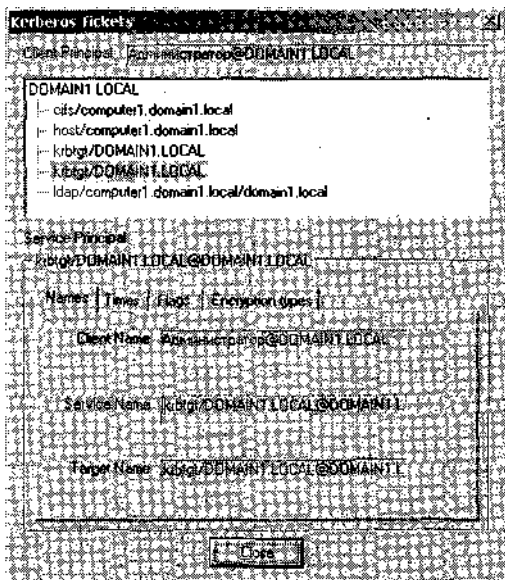 Kerberos Tickets
Client Principal Администратор@DOMAIN1.LOCAL
DOMAIN1.LOCAL
cifs/computer1.domain1.local
host/computer1.domain1.local
krbtgt/DOMAIN1.LOCAL
krbtgt/DOMAIN1.LOCAL
ldap/computer1.domain1.local/domain1.local
Service Principal
krbtgt/DOMAIN1.LOCAL@DOMAIN1.LOCAL
Names Times Flags Encryption types
Client Name Администратор@DOMAIN1.LOCAL
Service Name krbtgt/DOMAIN1.LOCAL@DOMAIN1.L
Target Name krbtgt/DOMAIN1.LOCAL@DOMAIN1.L
Close